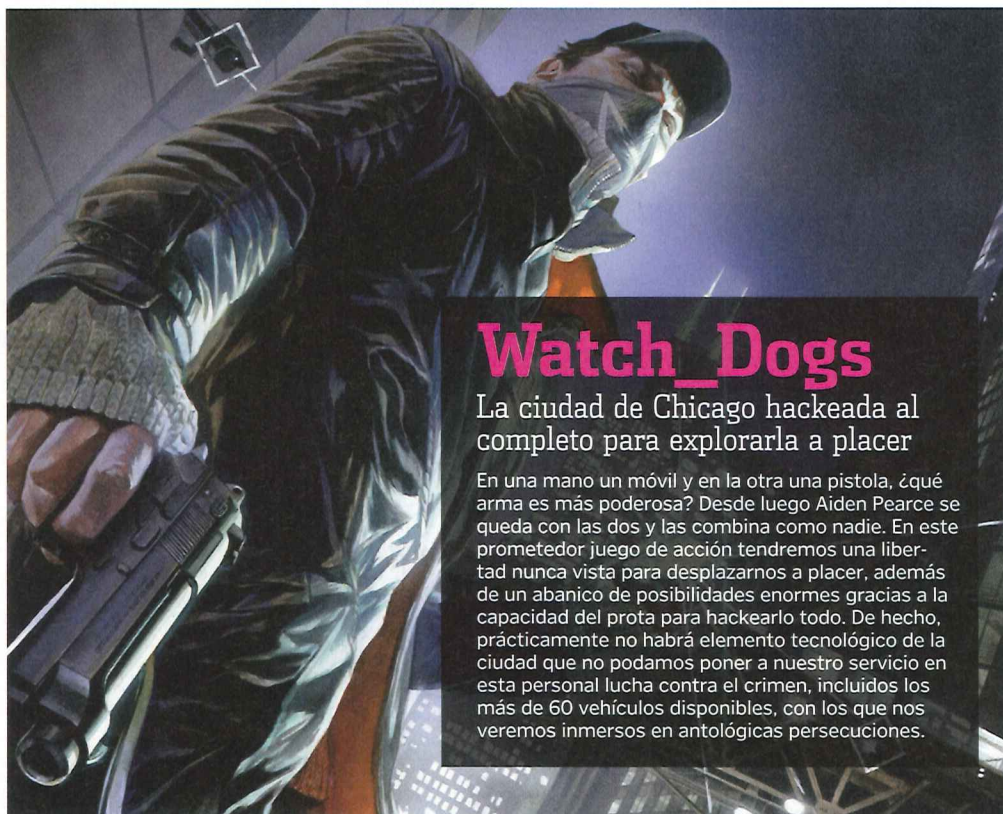 Watch_Dogs
La ciudad de Chicago hackeada al
completo para explorarla a placer
En una mano un móvil y en la otra una pistola, ¿qué
arma es más poderosa? Desde luego Aiden Pearce se
queda con las dos y las combina como nadie. En este
prometedor juego de acción tendremos una liber-
tad nunca vista para desplazarnos a placer, además
de un abanico de posibilidades enormes gracias a la
capacidad del prota para hackearlo todo. De hecho,
prácticamente no habrá elemento tecnológico de la
ciudad que no podamos poner a nuestro servicio en
esta personal lucha contra el crimen, incluidos los
más de 60 vehículos disponibles, con los que nos
veremos inmersos en antológicas persecuciones.